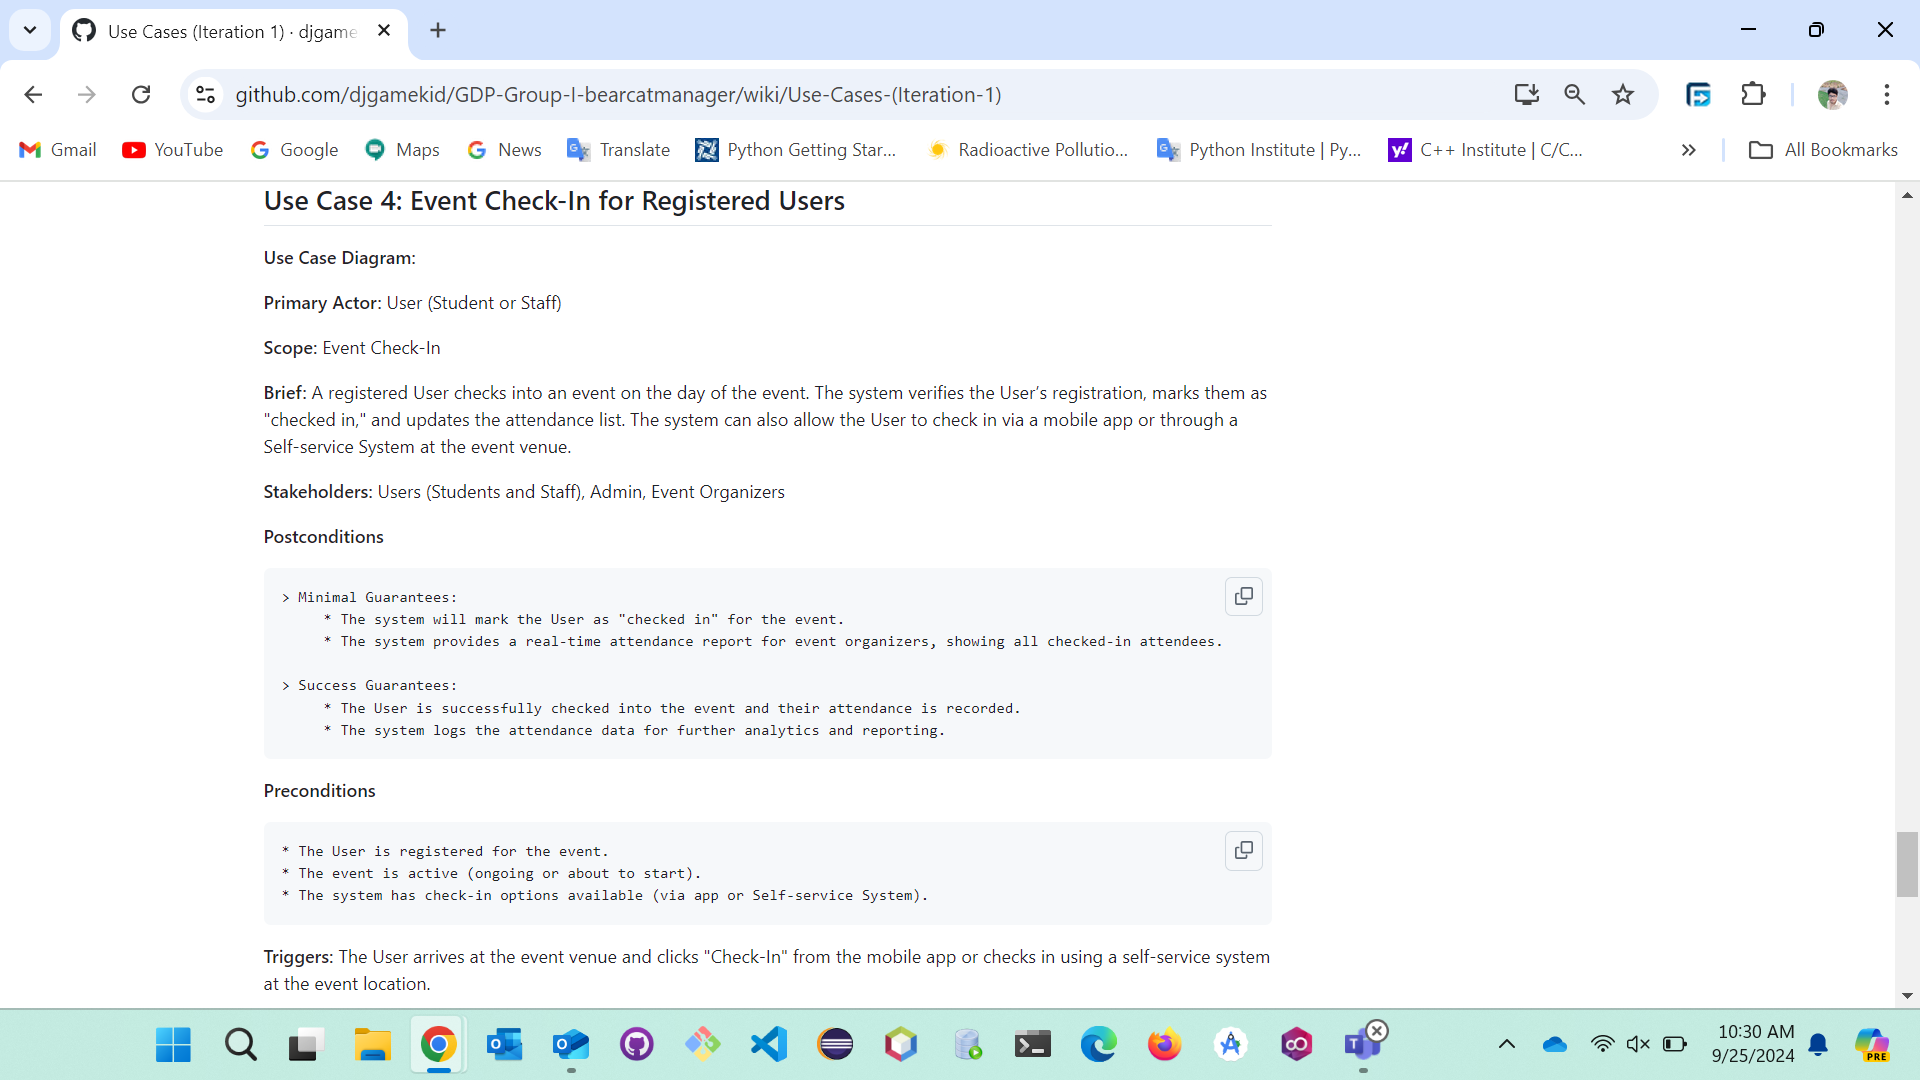 Use Cases (Iteration 1) · djgame
github.com/djgamekid/GDP-Group-I-bearcatmanager/wiki/Use-Cases-(Iteration-1)
Gmail YouTube Google Maps News Translate Python Getting Star... Radioactive Pollutio... Python Institute | Py... C++ Institute | C/C... » All Bookmarks
Use Case 4: Event Check-In for Registered Users
Use Case Diagram:
Primary Actor: User (Student or Staff)
Scope: Event Check-In
Brief: A registered User checks into an event on the day of the event. The system verifies the User’s registration, marks them as
"checked in," and updates the attendance list. The system can also allow the User to check in via a mobile app or through a
Self-service System at the event venue.
Stakeholders: Users (Students and Staff), Admin, Event Organizers
Postconditions
> Minimal Guarantees:
* The system will mark the User as "checked in" for the event.
* The system provides a real-time attendance report for event organizers, showing all checked-in attendees.
> Success Guarantees:
* The User is successfully checked into the event and their attendance is recorded.
* The system logs the attendance data for further analytics and reporting.
Preconditions
* The User is registered for the event.
* The event is active (ongoing or about to start).
* The system has check-in options available (via app or Self-service System).
Triggers: The User arrives at the event venue and clicks "Check-In" from the mobile app or checks in using a self-service system
at the event location.
10:30 AM
9/25/2024
PRE